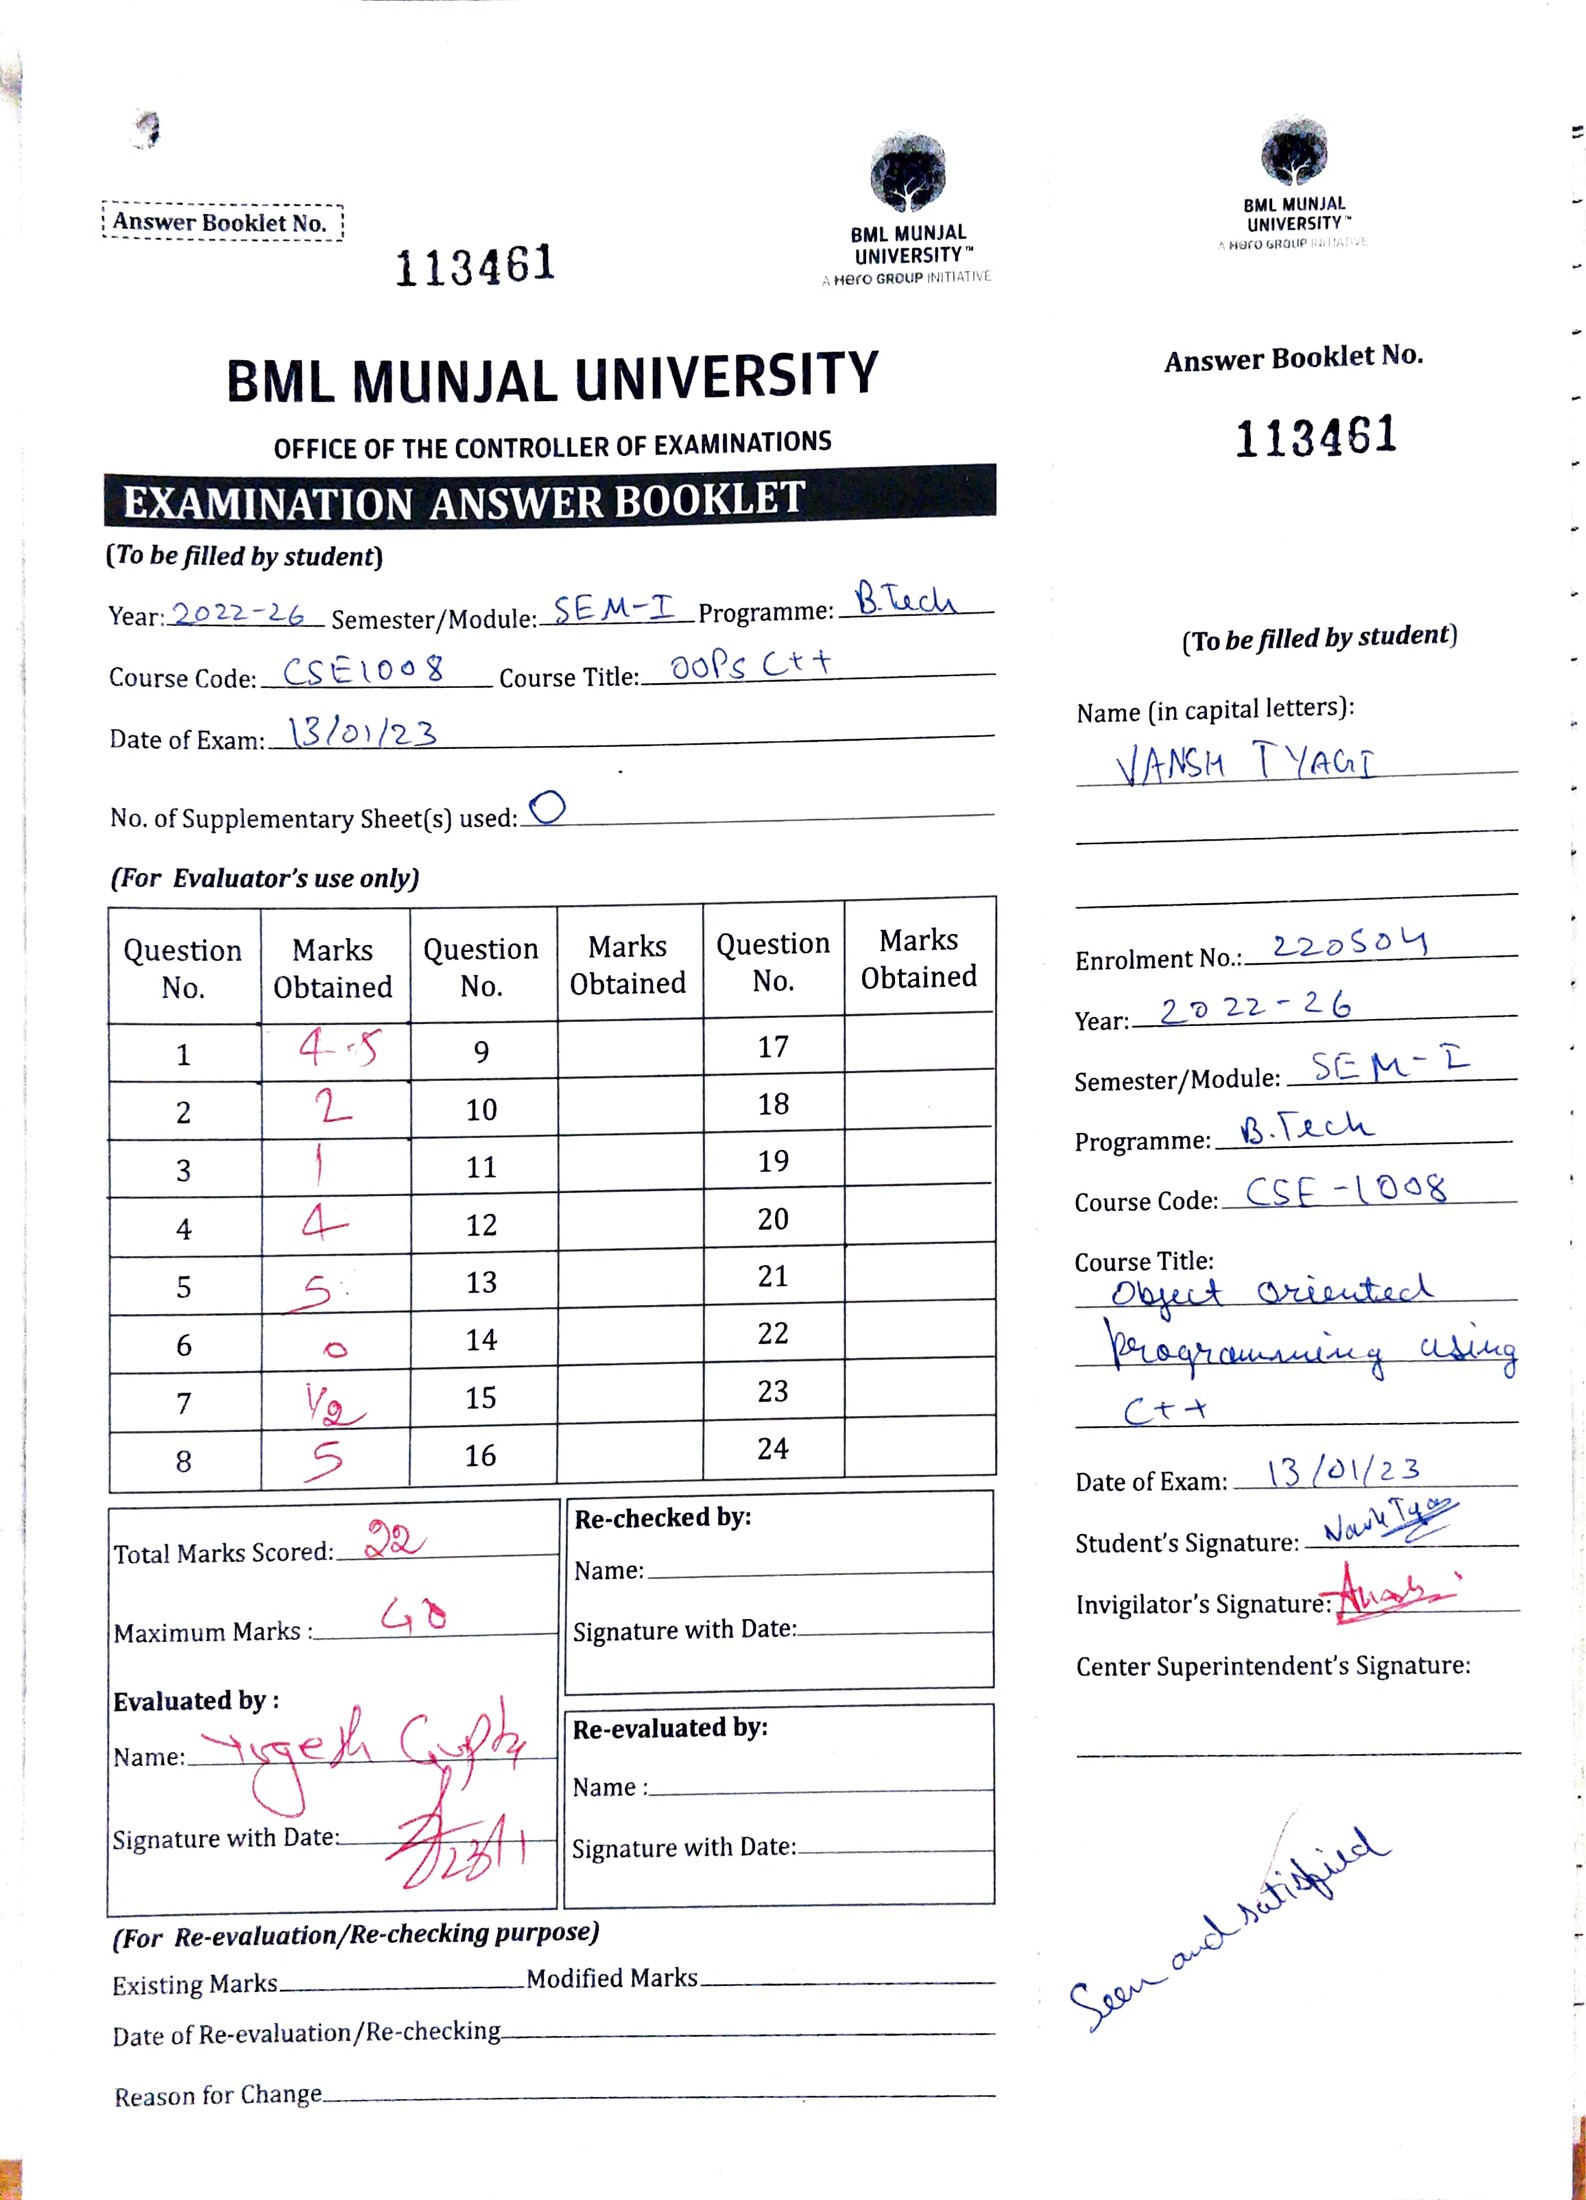 Answer Booklet No.
113461
BML MUNJAL
UNIVERSITY™
A Hero GROUP INITIATIVE
BML MUNJAL UNIVERSITY
OFFICE OF THE CONTROLLER OF EXAMINATIONS
EXAMINATION ANSWER BOOKLET
(To be filled by student)
Year: 2022-26 Semester/Module: SEM-I Programme: B.Tech
Course Code: CSE1008 Course Title: OOPs C++
Date of Exam: 13/01/23
No. of Supplementary Sheet(s) used: 0
(For Evaluator's use only)
Question No. Marks Obtained Question No. Marks Obtained Question No. Marks Obtained
1 4.5 9 17
2 2 10 18
3 1 11 19
4 4 12 20
5 5 13 21
6 0 14 22
7 1/2 15 23
8 5 16 24
Total Marks Scored: 22
Maximum Marks : 40
Evaluated by :
Name: Yogesh Gupta
Signature with Date: 23/1
Re-checked by:
Name:
Signature with Date:
Re-evaluated by:
Name :
Signature with Date:
(For Re-evaluation/Re-checking purpose)
Existing Marks Modified Marks
Date of Re-evaluation/Re-checking
Reason for Change
BML MUNJAL
UNIVERSITY™
A Hero GROUP INITIATIVE
Answer Booklet No.
113461
(To be filled by student)
Name (in capital letters):
VANSH TYAGI
Enrolment No.: 220504
Year: 2022-26
Semester/Module: SEM-I
Programme: B.Tech
Course Code: CSE-1008
Course Title:
Object oriented
programming using
C++
Date of Exam: 13/01/23
Student's Signature:
Invigilator's Signature:
Center Superintendent's Signature:
Seen and satisfied